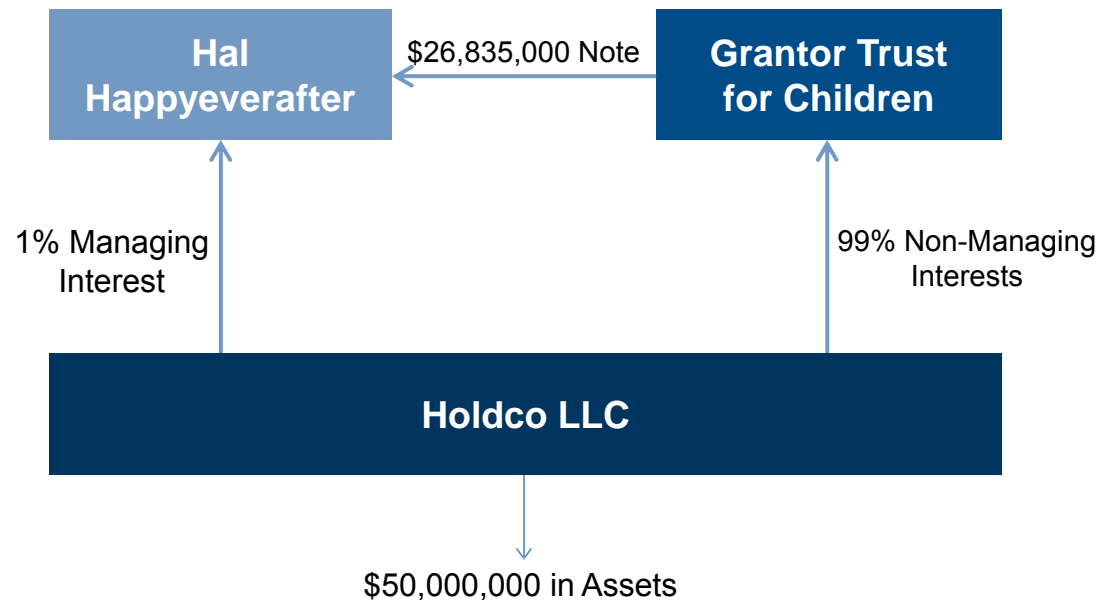 Hal
Happyeverafter
$26,835,000 Note
Grantor Trust
for Children
1% Managing
Interest
99% Non-Managing
Interests
Holdco LLC
$50,000,000 in Assets